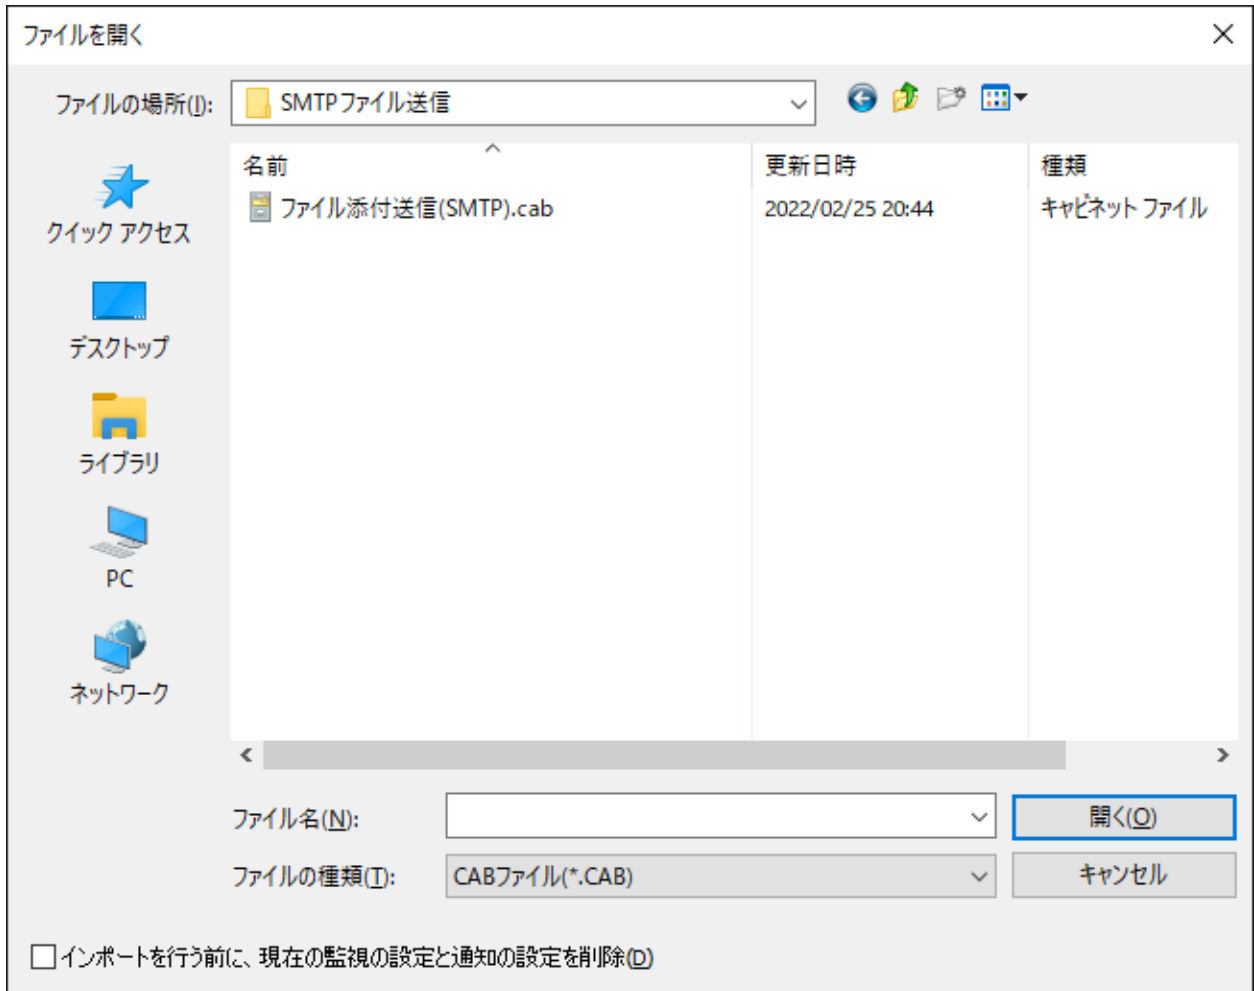 ファイルを開く
ファイルの場所(I):
SMTPファイル送信
名前
更新日時
種類
ファイル添付送信(SMTP).cab
2022/02/25 20:44
キャビネット ファイル
クイック アクセス
デスクトップ
ライブラリ
PC
ネットワーク
ファイル名(N):
開く(O)
ファイルの種類(T):
CABファイル(*.CAB)
キャンセル
インポートを行う前に、現在の監視の設定と通知の設定を削除(D)